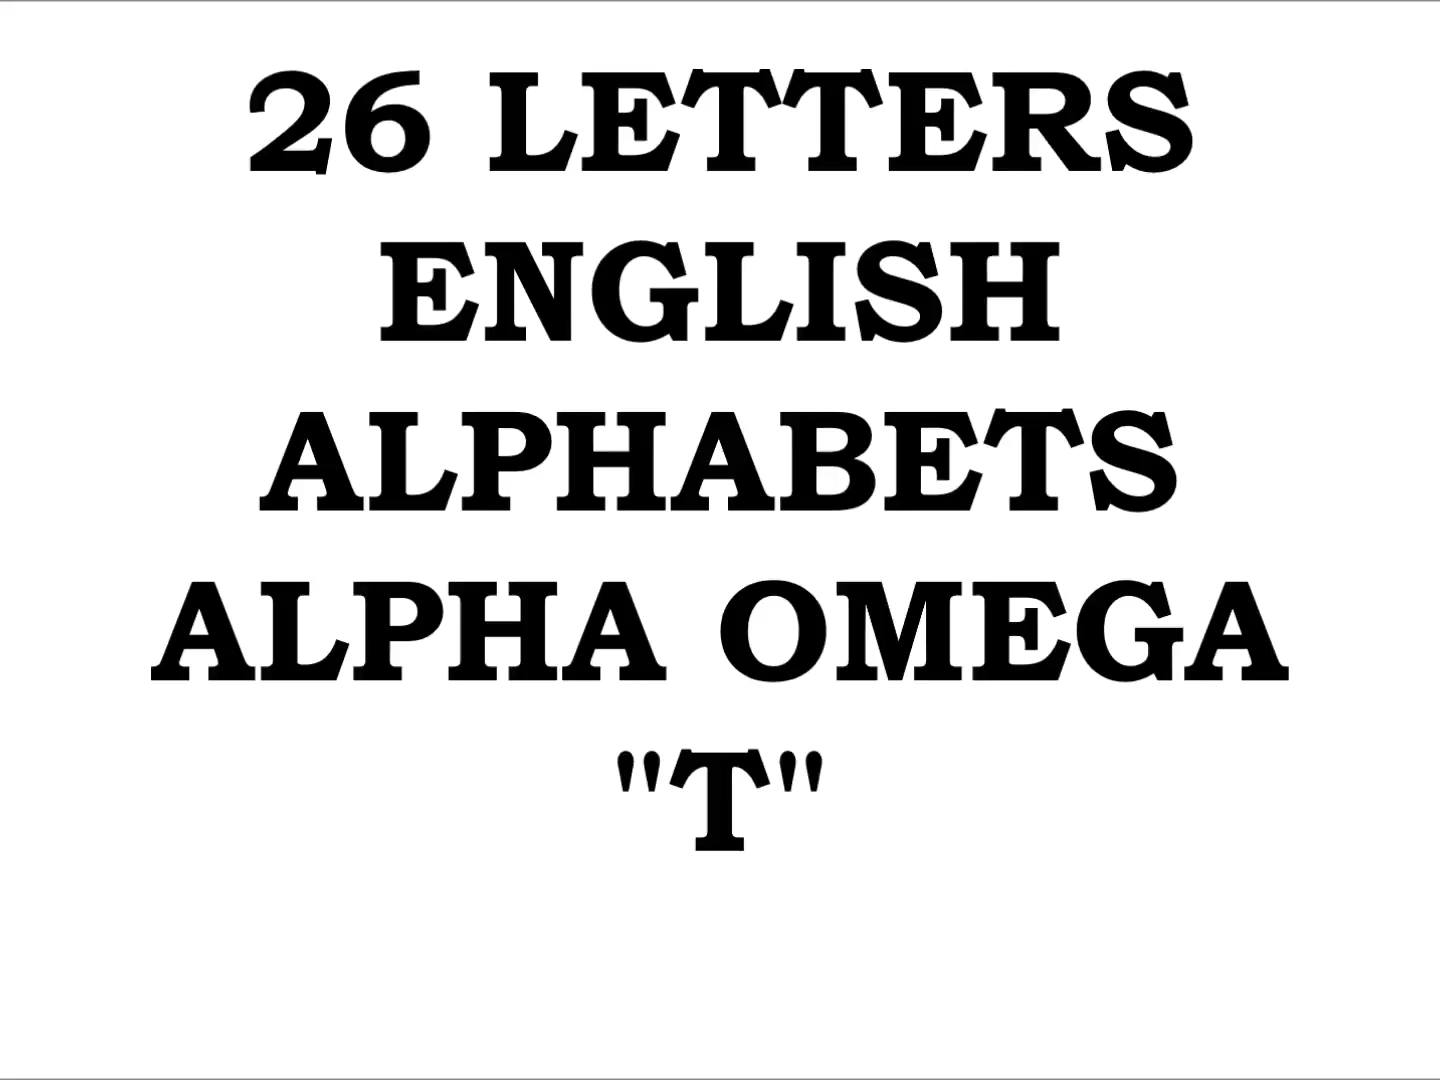 26 LETTERS
ENGLISH
ALPHABETS
ALPHA OMEGA
"T"